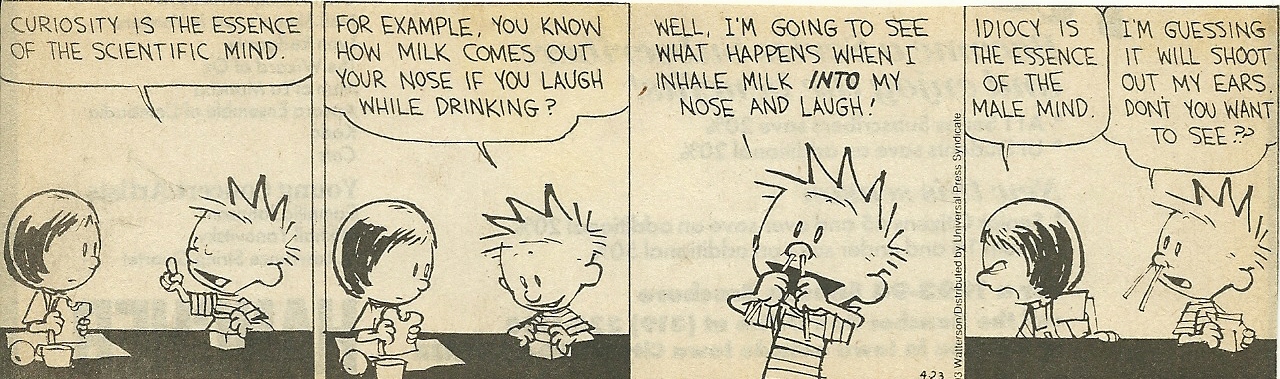 CURIOSITY IS THE ESSENCE
OF THE SCIENTIFIC MIND.
FOR EXAMPLE, YOU KNOW
HOW MILK COMES OUT
YOUR NOSE IF YOU LAUGH
WHILE DRINKING?
WELL, I'M GOING TO SEE
WHAT HAPPENS WHEN I
INHALE MILK INTO MY
NOSE AND LAUGH!
4-23
3 Watterson/Distributed by Universal Press Syndicate
IDIOCY IS
THE ESSENCE
OF THE
MALE MIND.
I'M GUESSING
IT WILL SHOOT
OUT MY EARS.
DON'T YOU WANT
TO SEE??